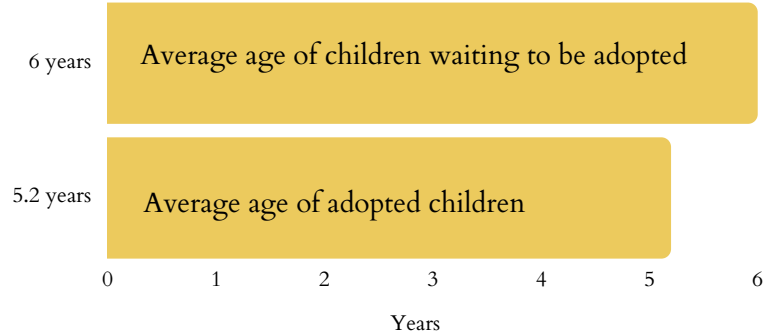 6 years
Average age of children waiting to be adopted
5.2 years
Average age of adopted children
0 1 2 3 4 5 6
Years